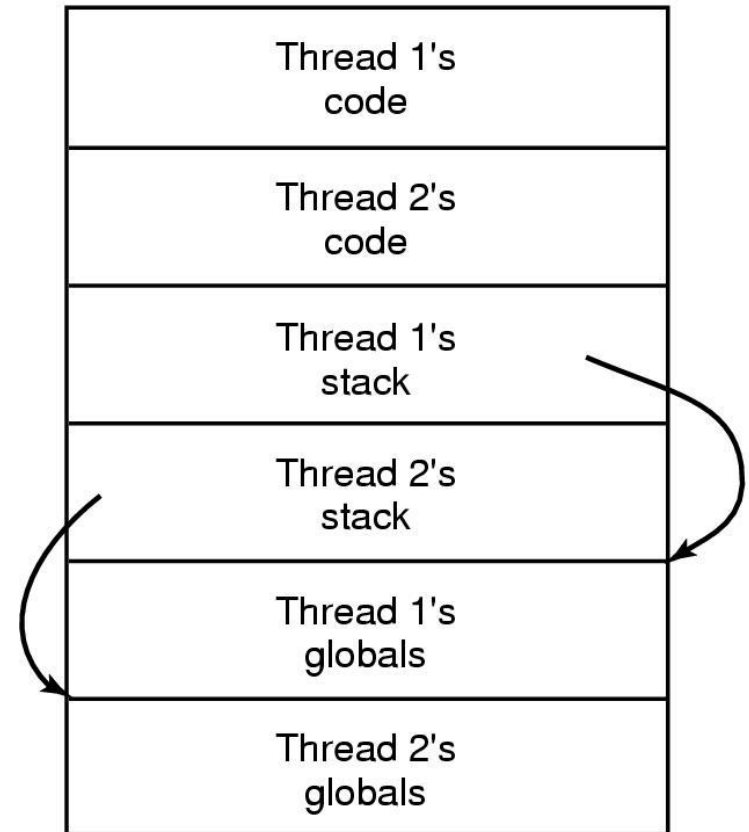 Thread 1's
code
Thread 2's
code
Thread 1's
stack
Thread 2's
stack
Thread 1's
globals
Thread 2's
globals